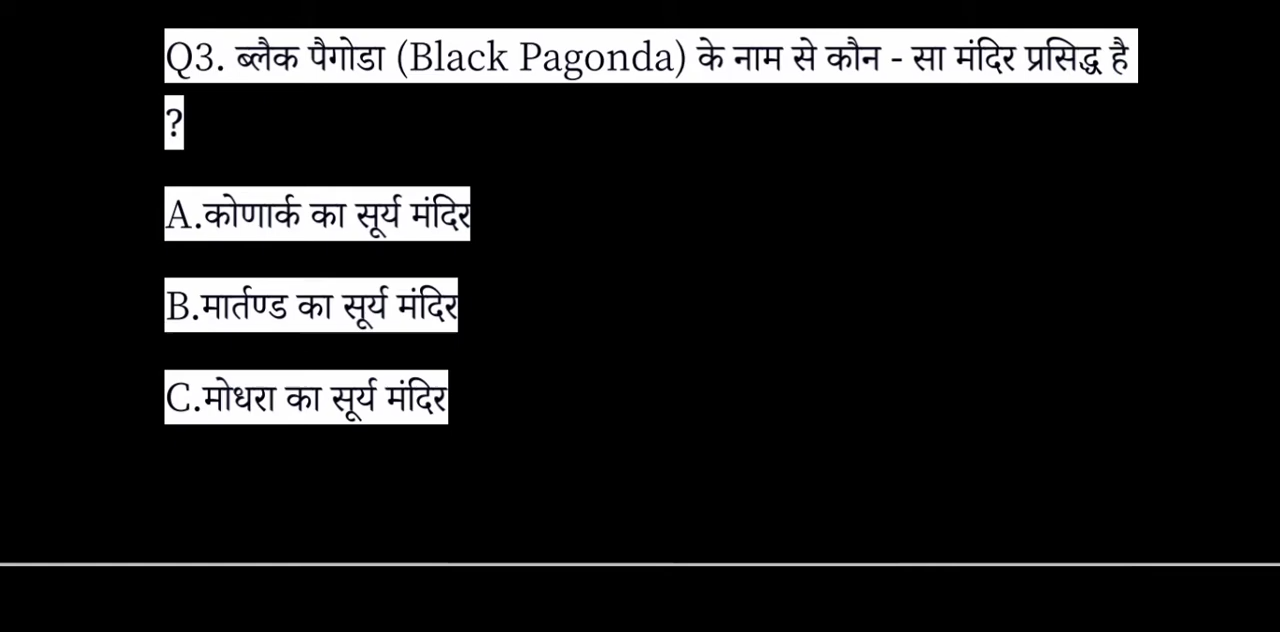 Q3. ब्लैक पैगोडा (Black Pagonda) के नाम से कौन - सा मंदिर प्रसिद्ध है
?
A.कोणार्क का सूर्य मंदिर
B.मार्तण्ड का सूर्य मंदिर
C.मोधरा का सूर्य मंदिर